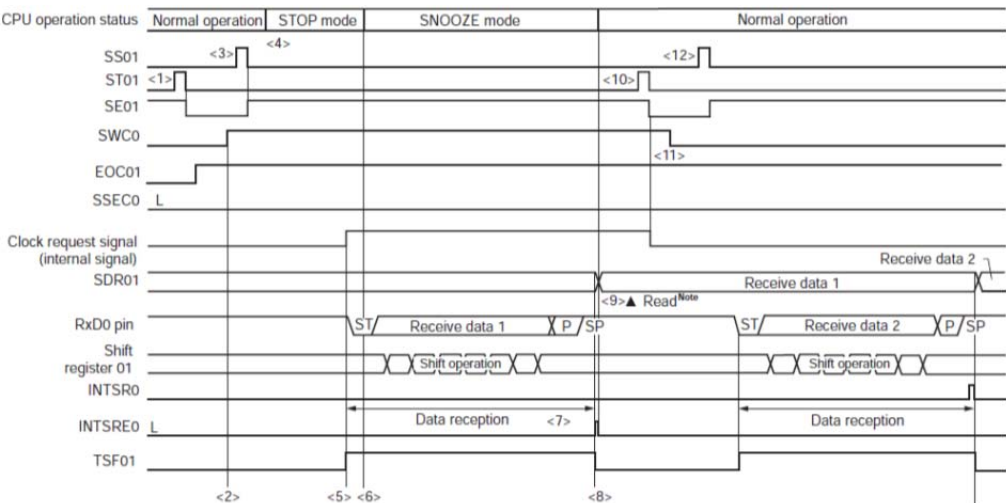 CPU operation status Normal operation STOP mode SNOOZE mode Normal operation
<4>
SS01 <3> <12>
ST01 <1> <10>
SE01
SWC0
<11>
EOC01
SSEC0 L
Clock request signal
(internal signal)
Receive data 2
SDR01 Receive data 1
<9>▲ Read Note
RxD0 pin ST Receive data 1 P SP ST Receive data 2 P SP
Shift
register 01 Shift operation Shift operation
INTSR0
Data reception <7> Data reception
INTSRE0 L
TSF01
<2> <5> <6> <8>